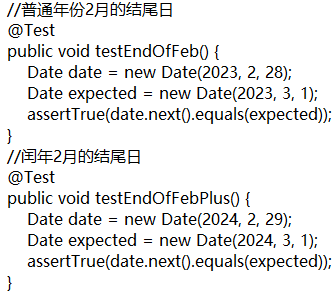 //普通年份2月的结尾日
@Test
public void testEndOfFeb() {
    Date date = new Date(2023, 2, 28);
    Date expected = new Date(2023, 3, 1);
    assertTrue(date.next().equals(expected));
}
//闰年2月的结尾日
@Test
public void testEndOfFebPlus() {
    Date date = new Date(2024, 2, 29);
    Date expected = new Date(2024, 3, 1);
    assertTrue(date.next().equals(expected));
}